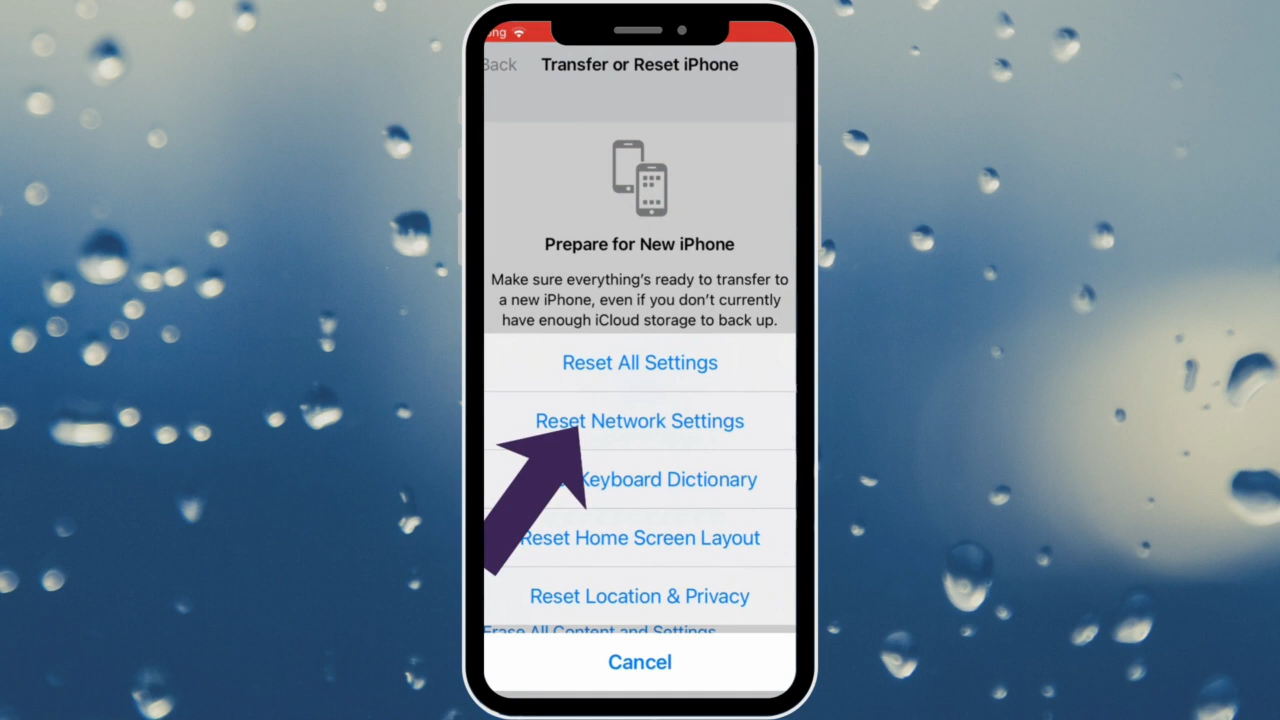 ong
Back
Transfer or Reset iPhone
Prepare for New iPhone
Make sure everything's ready to transfer to
a new iPhone, even if you don't currently
have enough iCloud storage to back up.
Reset All Settings
Reset Network Settings
Keyboard Dictionary
Reset Home Screen Layout
Reset Location & Privacy
Erase All Content and Settings
Cancel